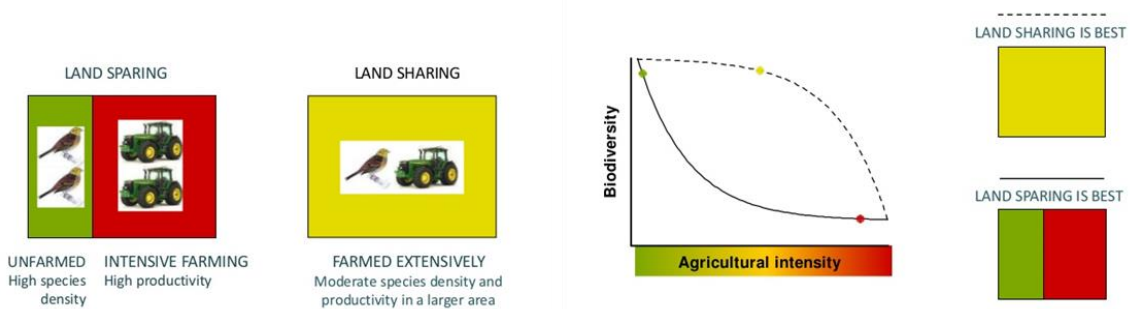 LAND SPARING
UNFARMED
High species
density
INTENSIVE FARMING
High productivity
LAND SHARING
FARMED EXTENSIVELY
Moderate species density and
productivity in a larger area
Biodiversity
Agricultural intensity
LAND SHARING IS BEST
LAND SPARING IS BEST